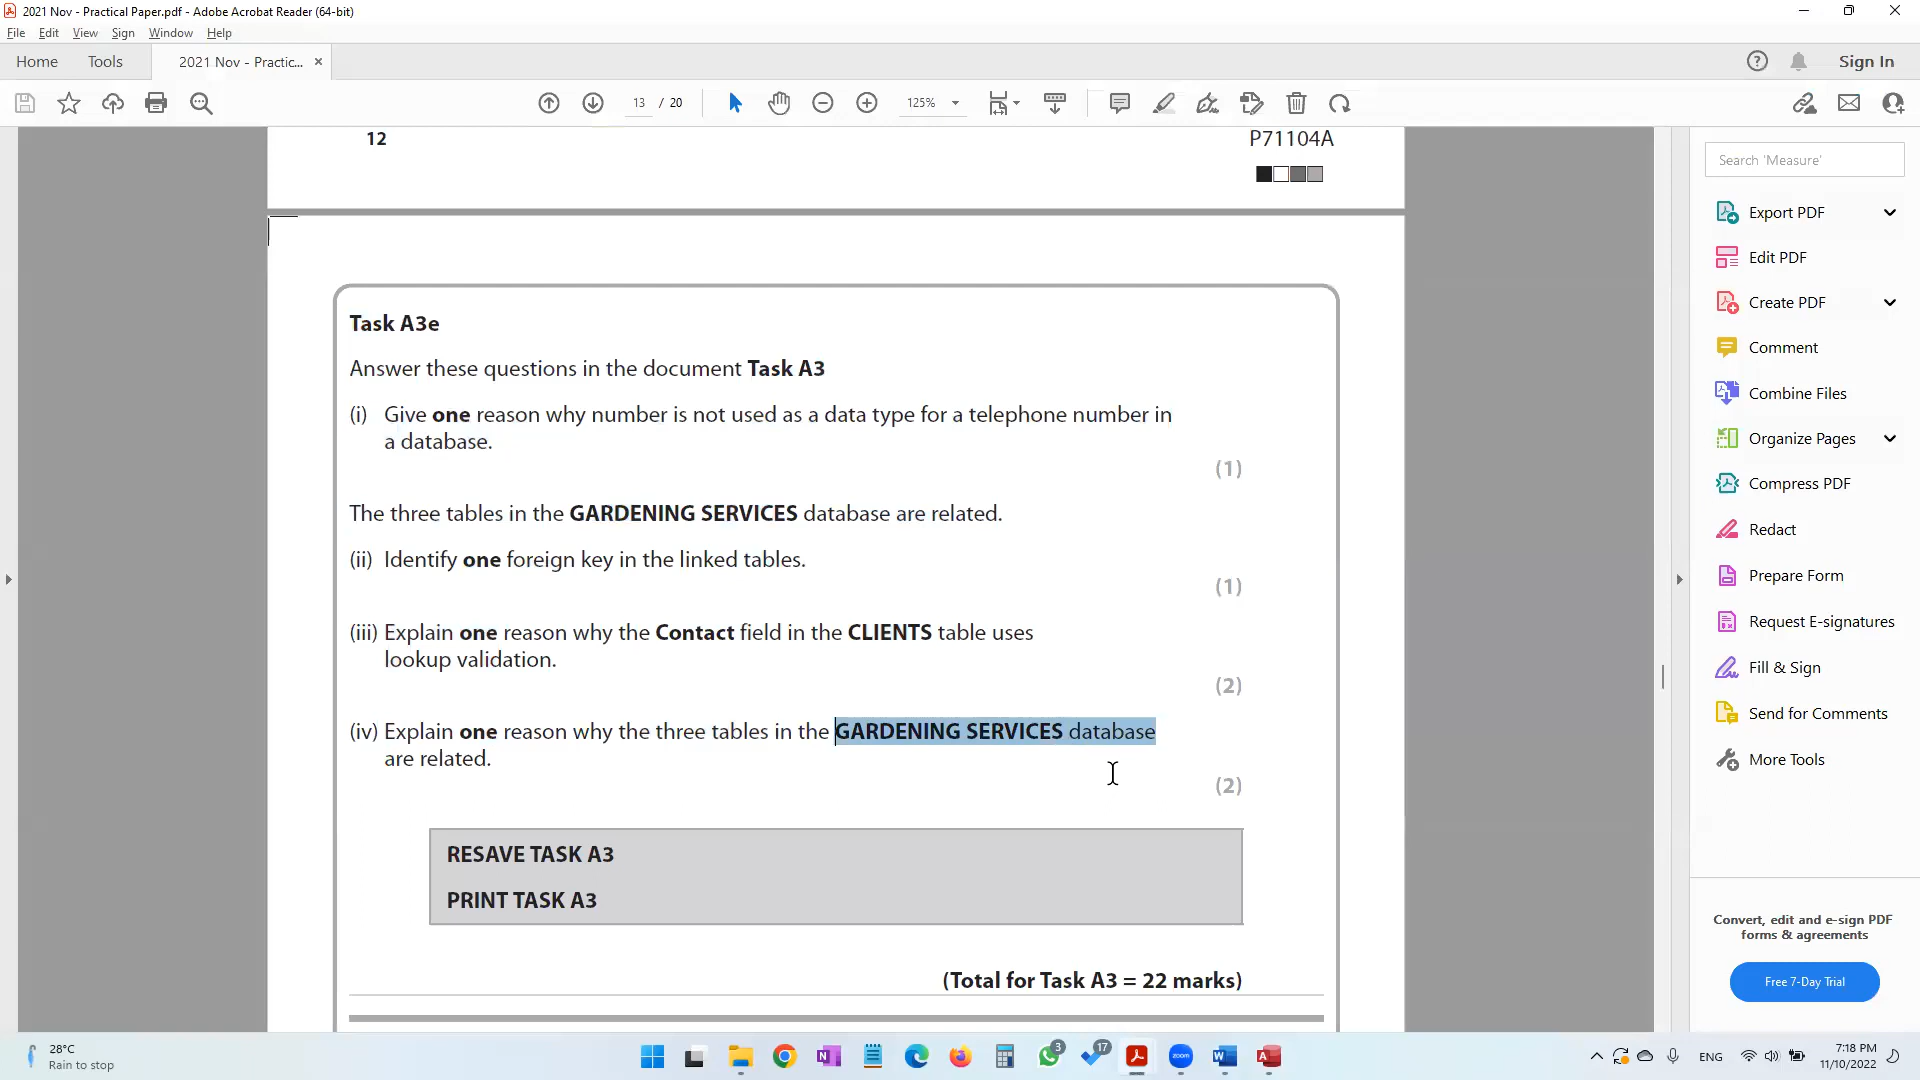 2021 Nov - Practical Paper.pdf - Adobe Acrobat Reader (64-bit)
File Edit View Sign Window Help
Home Tools 2021 Nov - Practic... × Sign In
13 / 20 125%
12 P71104A
Task A3e
Answer these questions in the document Task A3
(i) Give one reason why number is not used as a data type for a telephone number in
a database.
(1)
The three tables in the GARDENING SERVICES database are related.
(ii) Identify one foreign key in the linked tables.
(1)
(iii) Explain one reason why the Contact field in the CLIENTS table uses
lookup validation.
(2)
(iv) Explain one reason why the three tables in the GARDENING SERVICES database
are related.
(2)
RESAVE TASK A3
PRINT TASK A3
(Total for Task A3 = 22 marks)
Search 'Measure'
Export PDF
Edit PDF
Create PDF
Comment
Combine Files
Organize Pages
Compress PDF
Redact
Prepare Form
Request E-signatures
Fill & Sign
Send for Comments
More Tools
Convert, edit and e-sign PDF
forms & agreements
Free 7-Day Trial
28°C
Rain to stop
3
17
zoom
ENG
7:18 PM
11/10/2022